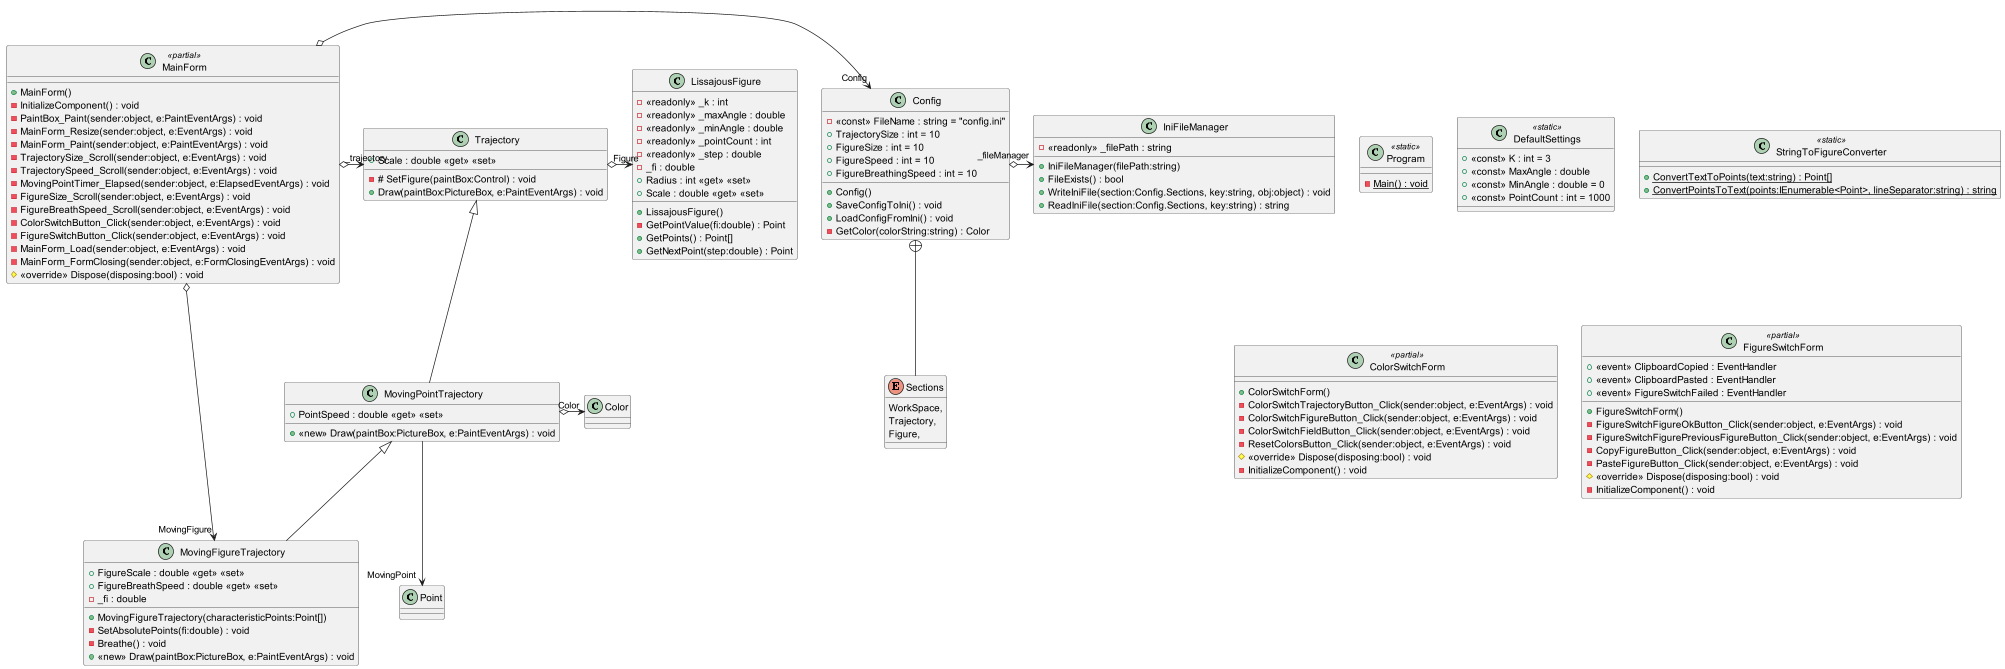 C
«partial»
MainForm
MainForm()
InitializeComponent() : void
PaintBox_Paint(sender:object, e:PaintEventArgs) : void
MainForm_Resize(sender:object, e:EventArgs) : void
MainForm_Paint(sender:object, e:PaintEventArgs) : void
TrajectorySize_Scroll(sender:object, e:EventArgs) : void
TrajectorySpeed_Scroll(sender:object, e:EventArgs) : void
MovingPointTimer_Elapsed(sender:object, e:ElapsedEventArgs) : void
FigureSize_Scroll(sender:object, e:EventArgs) : void
FigureBreathSpeed_Scroll(sender:object, e:EventArgs) : void
ColorSwitchButton_Click(sender:object, e:EventArgs) : void
FigureSwitchButton_Click(sender:object, e:EventArgs) : void
MainForm_Load(sender:object, e:EventArgs) : void
MainForm_FormClosing(sender:object, e:FormClosingEventArgs) : void
«override» Dispose(disposing:bool) : void
_trajectory
C
Trajectory
Scale : double «get» «set»
# SetFigure(paintBox:Control) : void
Draw(paintBox:PictureBox, e:PaintEventArgs) : void
Figure
C
LissajousFigure
«readonly» _k : int
«readonly» _maxAngle : double
«readonly» _minAngle : double
«readonly» _pointCount : int
«readonly» _step : double
_fi : double
Radius : int «get» «set»
Scale : double «get» «set»
LissajousFigure()
GetPointValue(fi:double) : Point
GetPoints() : Point[]
GetNextPoint(step:double) : Point
Config
C
Config
«const» FileName : string = "config.ini"
TrajectorySize : int = 10
FigureSize : int = 10
FigureSpeed : int = 10
FigureBreathingSpeed : int = 10
Config()
SaveConfigToIni() : void
LoadConfigFromIni() : void
GetColor(colorString:string) : Color
_fileManager
C
IniFileManager
«readonly» _filePath : string
IniFileManager(filePath:string)
FileExists() : bool
WriteIniFile(section:Config.Sections, key:string, obj:object) : void
ReadIniFile(section:Config.Sections, key:string) : string
C
«static»
Program
Main() : void
C
«static»
DefaultSettings
«const» K : int = 3
«const» MaxAngle : double
«const» MinAngle : double = 0
«const» PointCount : int = 1000
C
«static»
StringToFigureConverter
ConvertTextToPoints(text:string) : Point[]
ConvertPointsToText(points:IEnumerable<Point>, lineSeparator:string) : string
C
MovingPointTrajectory
PointSpeed : double «get» «set»
«new» Draw(paintBox:PictureBox, e:PaintEventArgs) : void
Color
C
Color
E
Sections
WorkSpace,
Trajectory,
Figure,
C
«partial»
ColorSwitchForm
ColorSwitchForm()
ColorSwitchTrajectoryButton_Click(sender:object, e:EventArgs) : void
ColorSwitchFigureButton_Click(sender:object, e:EventArgs) : void
ColorSwitchFieldButton_Click(sender:object, e:EventArgs) : void
ResetColorsButton_Click(sender:object, e:EventArgs) : void
«override» Dispose(disposing:bool) : void
InitializeComponent() : void
C
«partial»
FigureSwitchForm
«event» ClipboardCopied : EventHandler
«event» ClipboardPasted : EventHandler
«event» FigureSwitchFailed : EventHandler
FigureSwitchForm()
FigureSwitchFigureOkButton_Click(sender:object, e:EventArgs) : void
FigureSwitchFigurePreviousFigureButton_Click(sender:object, e:EventArgs) : void
CopyFigureButton_Click(sender:object, e:EventArgs) : void
PasteFigureButton_Click(sender:object, e:EventArgs) : void
«override» Dispose(disposing:bool) : void
InitializeComponent() : void
MovingFigure
C
MovingFigureTrajectory
FigureScale : double «get» «set»
FigureBreathSpeed : double «get» «set»
_fi : double
MovingFigureTrajectory(characteristicPoints:Point[])
SetAbsolutePoints(fi:double) : void
Breathe() : void
«new» Draw(paintBox:PictureBox, e:PaintEventArgs) : void
MovingPoint
C
Point